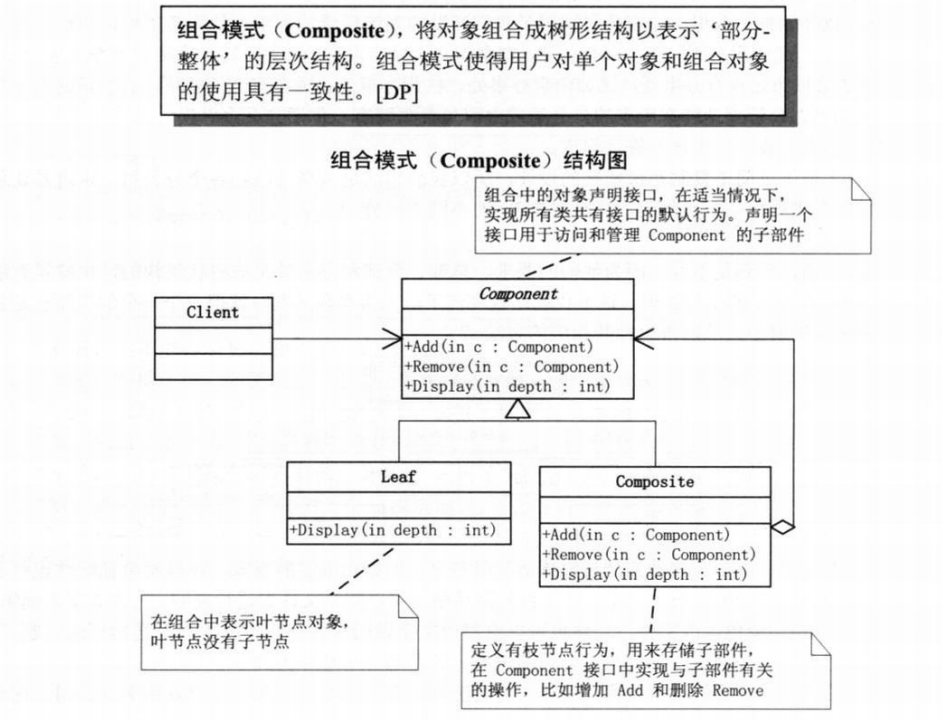 组合模式（Composite），将对象组合成树形结构以表示‘部分-
整体’的层次结构。组合模式使得用户对单个对象和组合对象
的使用具有一致性。[DP]
组合模式（Composite）结构图
组合中的对象声明接口，在适当情况下，
实现所有类共有接口的默认行为。声明一个
接口用于访问和管理 Component 的子部件
Component
+Add(in c : Component)
+Remove(in c : Component)
+Display(in depth : int)
Client
Leaf
+Display(in depth : int)
Composite
+Add(in c : Component)
+Remove(in c : Component)
+Display(in depth : int)
在组合中表示叶节点对象，
叶节点没有子节点
定义有枝节点行为，用来存储子部件，
在 Component 接口中实现与子部件有关
的操作，比如增加 Add 和删除 Remove